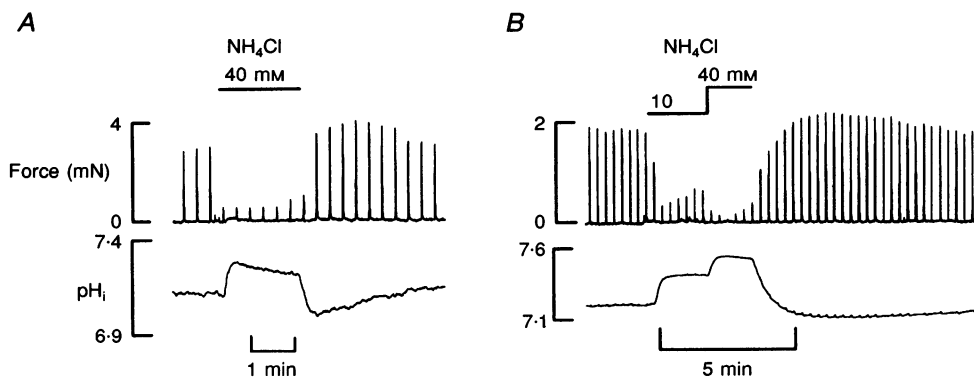 A
NH₄Cl
40 mM
4
Force (mN)
0
7·4
pHᵢ
6·9
1 min
B
NH₄Cl
40 mM
10
2
0
7·6
7·1
5 min